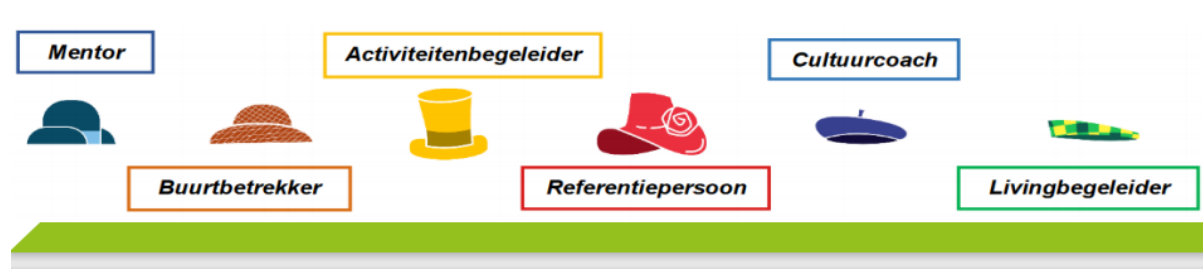 Mentor
Buurtbetrekker
Activiteitenbegeleider
Referentiepersoon
Cultuurcoach
Livingbegeleider